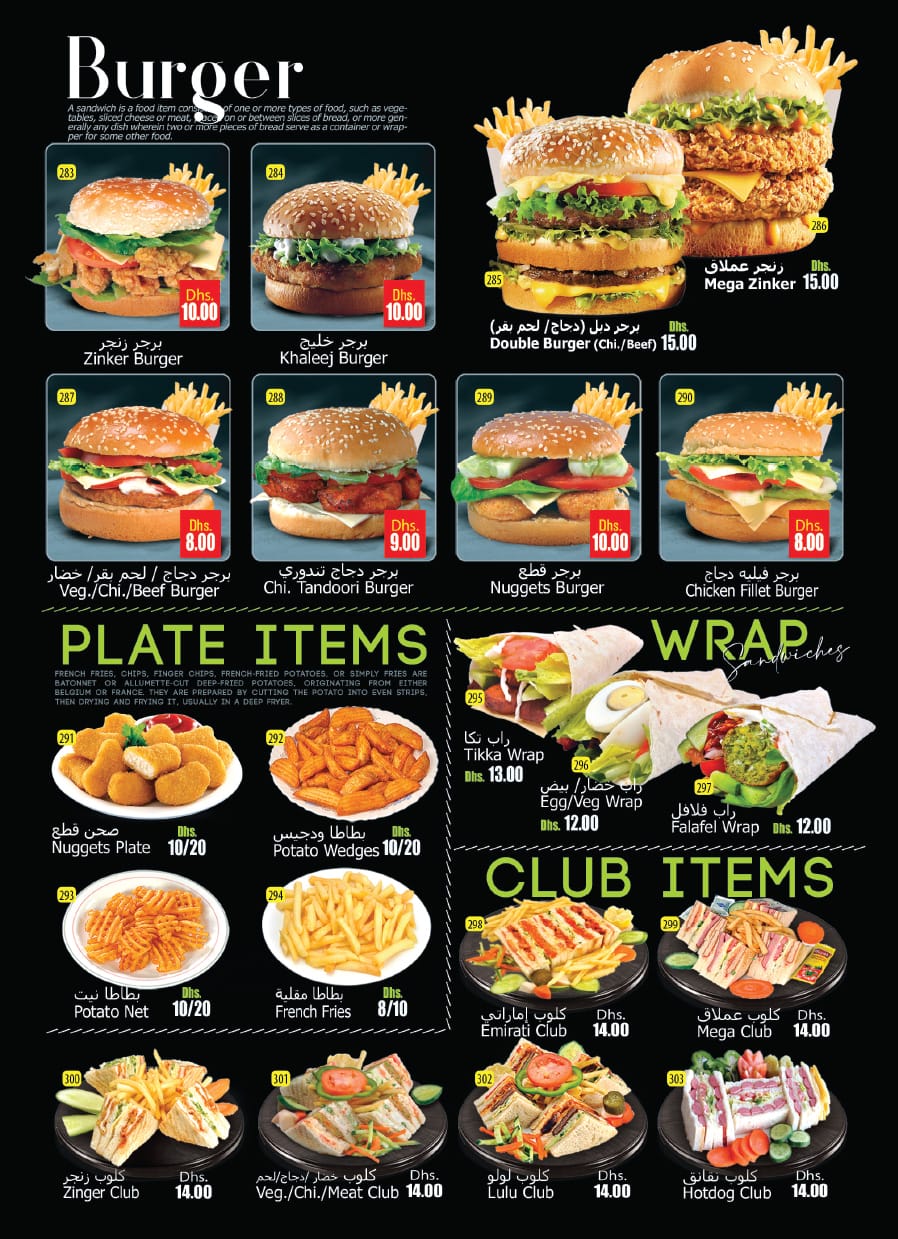 Burger
A sandwich is a food item of one or more types of food, such as vege-
tables, sliced cheese or meat, on or between slices of bread, or more gen-
erally any dish wherein two or more pieces of bread serve as a container or wrap-
per for some other food.
283
Dhs.
10.00
برجر زنجر
Zinker Burger
284
Dhs.
10.00
برجر خليج
Khaleej Burger
285
برجر دبل (دجاج/ لحم بقر)
Dhs.
Double Burger (Chi./Beef) 15.00
286
زنجر عملاق
Dhs.
Mega Zinker 15.00
287
Dhs.
8.00
برجر دجاج / لحم بقر/ خضار
Veg./Chi./Beef Burger
288
Dhs.
9.00
برجر دجاج تندوري
Chi. Tandoori Burger
289
Dhs.
10.00
برجر قطع
Nuggets Burger
290
Dhs.
8.00
برجر فيليه دجاج
Chicken Fillet Burger
PLATE ITEMS
FRENCH FRIES, CHIPS, FINGER CHIPS, FRENCH-FRIED POTATOES, OR SIMPLY FRIES ARE
BATONNET OR ALLUMETTE-CUT DEEP-FRIED POTATOES, ORIGINATING FROM EITHER
BELGIUM OR FRANCE. THEY ARE PREPARED BY CUTTING THE POTATO INTO EVEN STRIPS,
THEN DRYING AND FRYING IT, USUALLY IN A DEEP FRYER.
291
صحن قطع
Dhs.
Nuggets Plate 10/20
292
بطاطا ودجيس
Dhs.
Potato Wedges 10/20
293
بطاطا نيت
Dhs.
Potato Net 10/20
294
بطاطا مقلية
Dhs.
French Fries 8/10
WRAP
Sandwiches
295
راب تكا
Tikka Wrap
Dhs. 13.00
296
راب خضار/ بيض
Egg/Veg Wrap
Dhs. 12.00
297
راب فلافل
Falafel Wrap Dhs. 12.00
CLUB ITEMS
298
كلوب إماراتي
Dhs.
Emirati Club 14.00
299
كلوب عملاق
Dhs.
Mega Club 14.00
300
كلوب زنجر
Dhs.
Zinger Club 14.00
301
كلوب خضار /دجاج/لحم
Dhs.
Veg./Chi./Meat Club 14.00
302
كلوب لولو
Dhs.
Lulu Club 14.00
303
كلوب نقانق
Dhs.
Hotdog Club 14.00